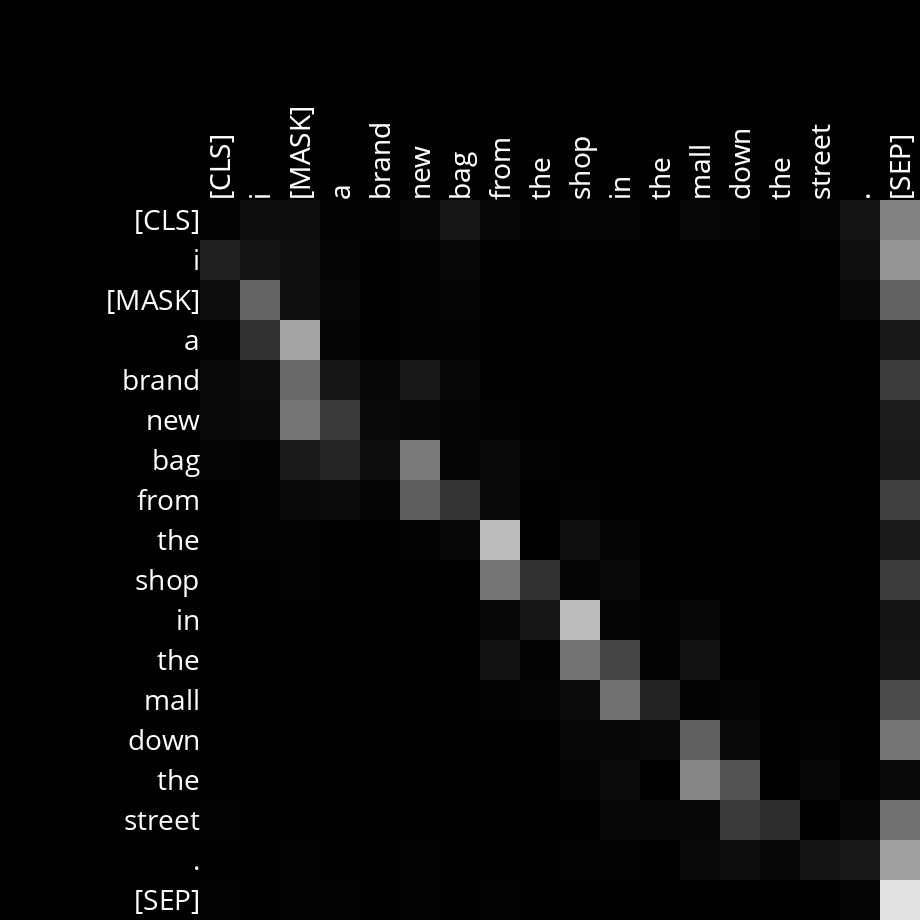 [CLS] i [MASK] a brand new bag from the shop in the mall down the street . [SEP]
[CLS]
i
[MASK]
a
brand
new
bag
from
the
shop
in
the
mall
down
the
street
.
[SEP]